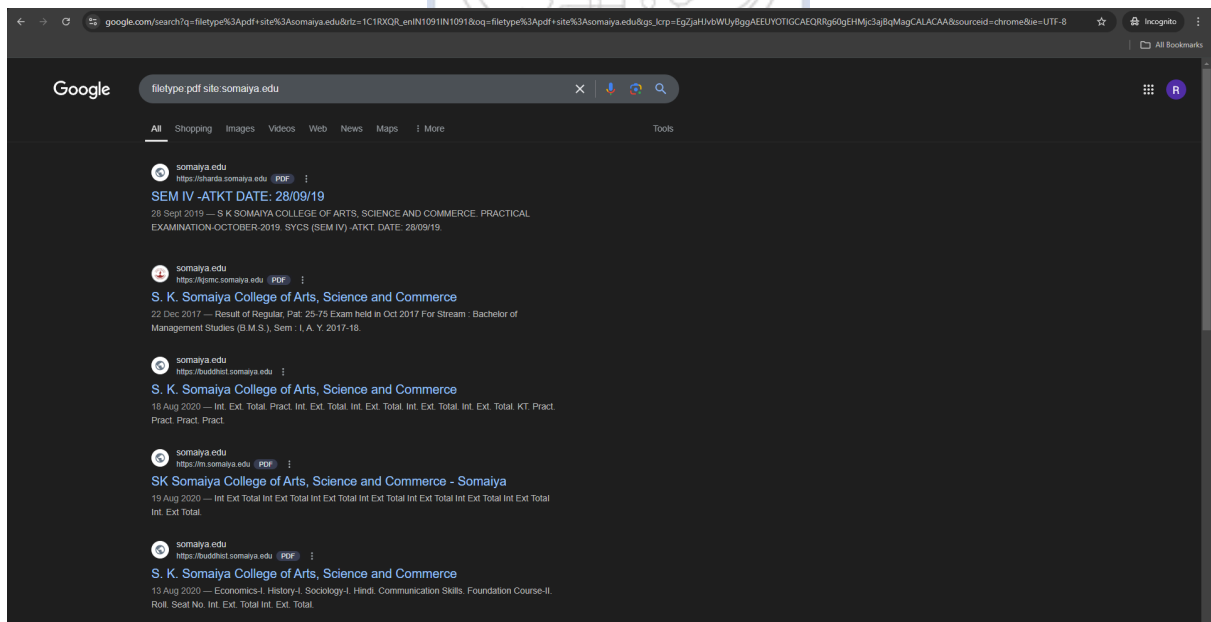 google.com/search?q=filetype%3Apdf+site%3Asomaiya.edu&rlz=1C1RXQR_enIN1091IN1091&oq=filetype%3Apdf+site%3Asomaiya.edu&gs_lcrp=EgZjaHJvbWUyBggAEEUYOTIGCAEQRRg60gEHMjc3ajBqMagCALACAA&sourceid=chrome&ie=UTF-8
Incognito
All Bookmarks
Google
filetype:pdf site:somaiya.edu
R
All Shopping Images Videos Web News Maps More Tools
somaiya.edu
https://sharda.somaiya.edu PDF
SEM IV -ATKT DATE: 28/09/19
28 Sept 2019 — S K SOMAIYA COLLEGE OF ARTS, SCIENCE AND COMMERCE. PRACTICAL
EXAMINATION-OCTOBER-2019. SYCS (SEM IV) -ATKT. DATE: 28/09/19.
somaiya.edu
https://kjsmc.somaiya.edu PDF
S. K. Somaiya College of Arts, Science and Commerce
22 Dec 2017 — Result of Regular, Pat: 25-75 Exam held in Oct 2017 For Stream : Bachelor of
Management Studies (B.M.S.), Sem : I, A. Y. 2017-18.
somaiya.edu
https://buddhist.somaiya.edu
S. K. Somaiya College of Arts, Science and Commerce
18 Aug 2020 — Int. Ext. Total. Pract. Int. Ext. Total. Int. Ext. Total. Int. Ext. Total. Int. Ext. Total. KT. Pract.
Pract. Pract. Pract.
somaiya.edu
https://m.somaiya.edu PDF
SK Somaiya College of Arts, Science and Commerce - Somaiya
19 Aug 2020 — Int Ext Total Int Ext Total Int Ext Total Int Ext Total Int Ext Total Int Ext Total Int Ext Total
Int. Ext Total.
somaiya.edu
https://buddhist.somaiya.edu PDF
S. K. Somaiya College of Arts, Science and Commerce
13 Aug 2020 — Economics-I. History-I. Sociology-I. Hindi. Communication Skills. Foundation Course-II.
Roll. Seat No. Int. Ext. Total Int. Ext. Total.